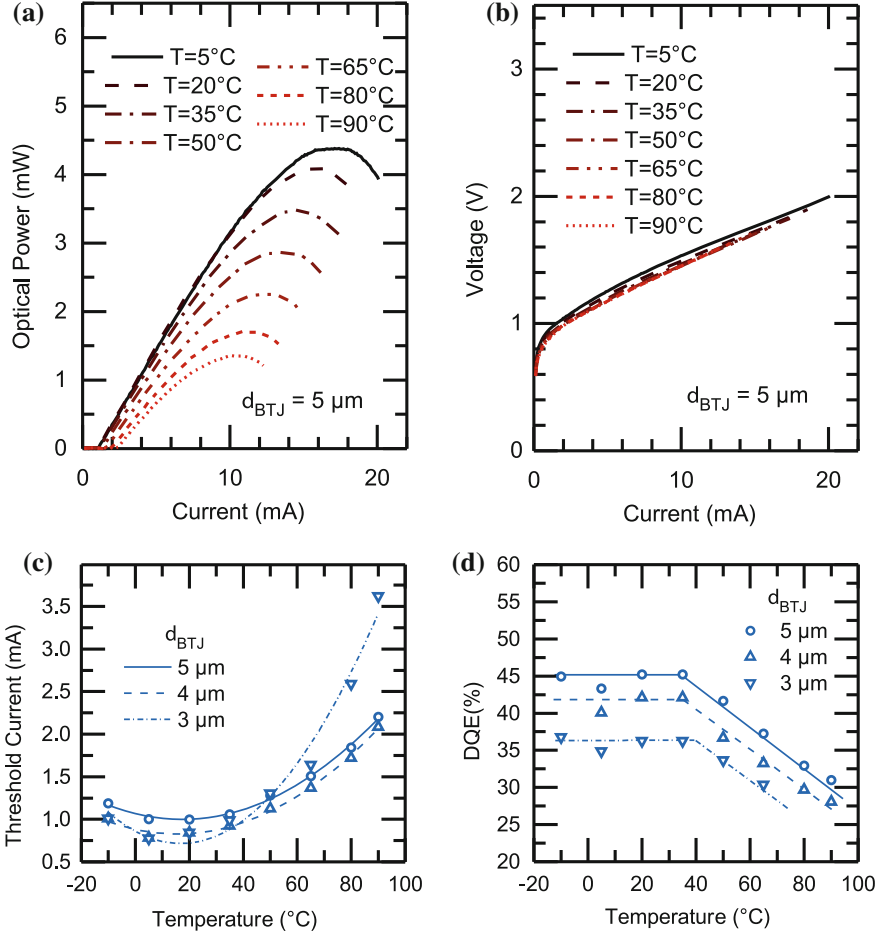 (a)
Optical Power (mW)
6
5
4
3
2
1
0
T=5°C
T=20°C
T=35°C
T=50°C
T=65°C
T=80°C
T=90°C
d_BTJ = 5 µm
0 10 20
Current (mA)
(b)
Voltage (V)
3
2
1
0
T=5°C
T=20°C
T=35°C
T=50°C
T=65°C
T=80°C
T=90°C
d_BTJ = 5 µm
0 10 20
Current (mA)
(c)
Threshold Current (mA)
3.5
3.0
2.5
2.0
1.5
1.0
0.5
d_BTJ
5 µm
4 µm
3 µm
-20 0 20 40 60 80 100
Temperature (°C)
(d)
DQE(%)
60
55
50
45
40
35
30
25
20
d_BTJ
5 µm
4 µm
3 µm
0 20 40 60 80 100
Temperature (°C)